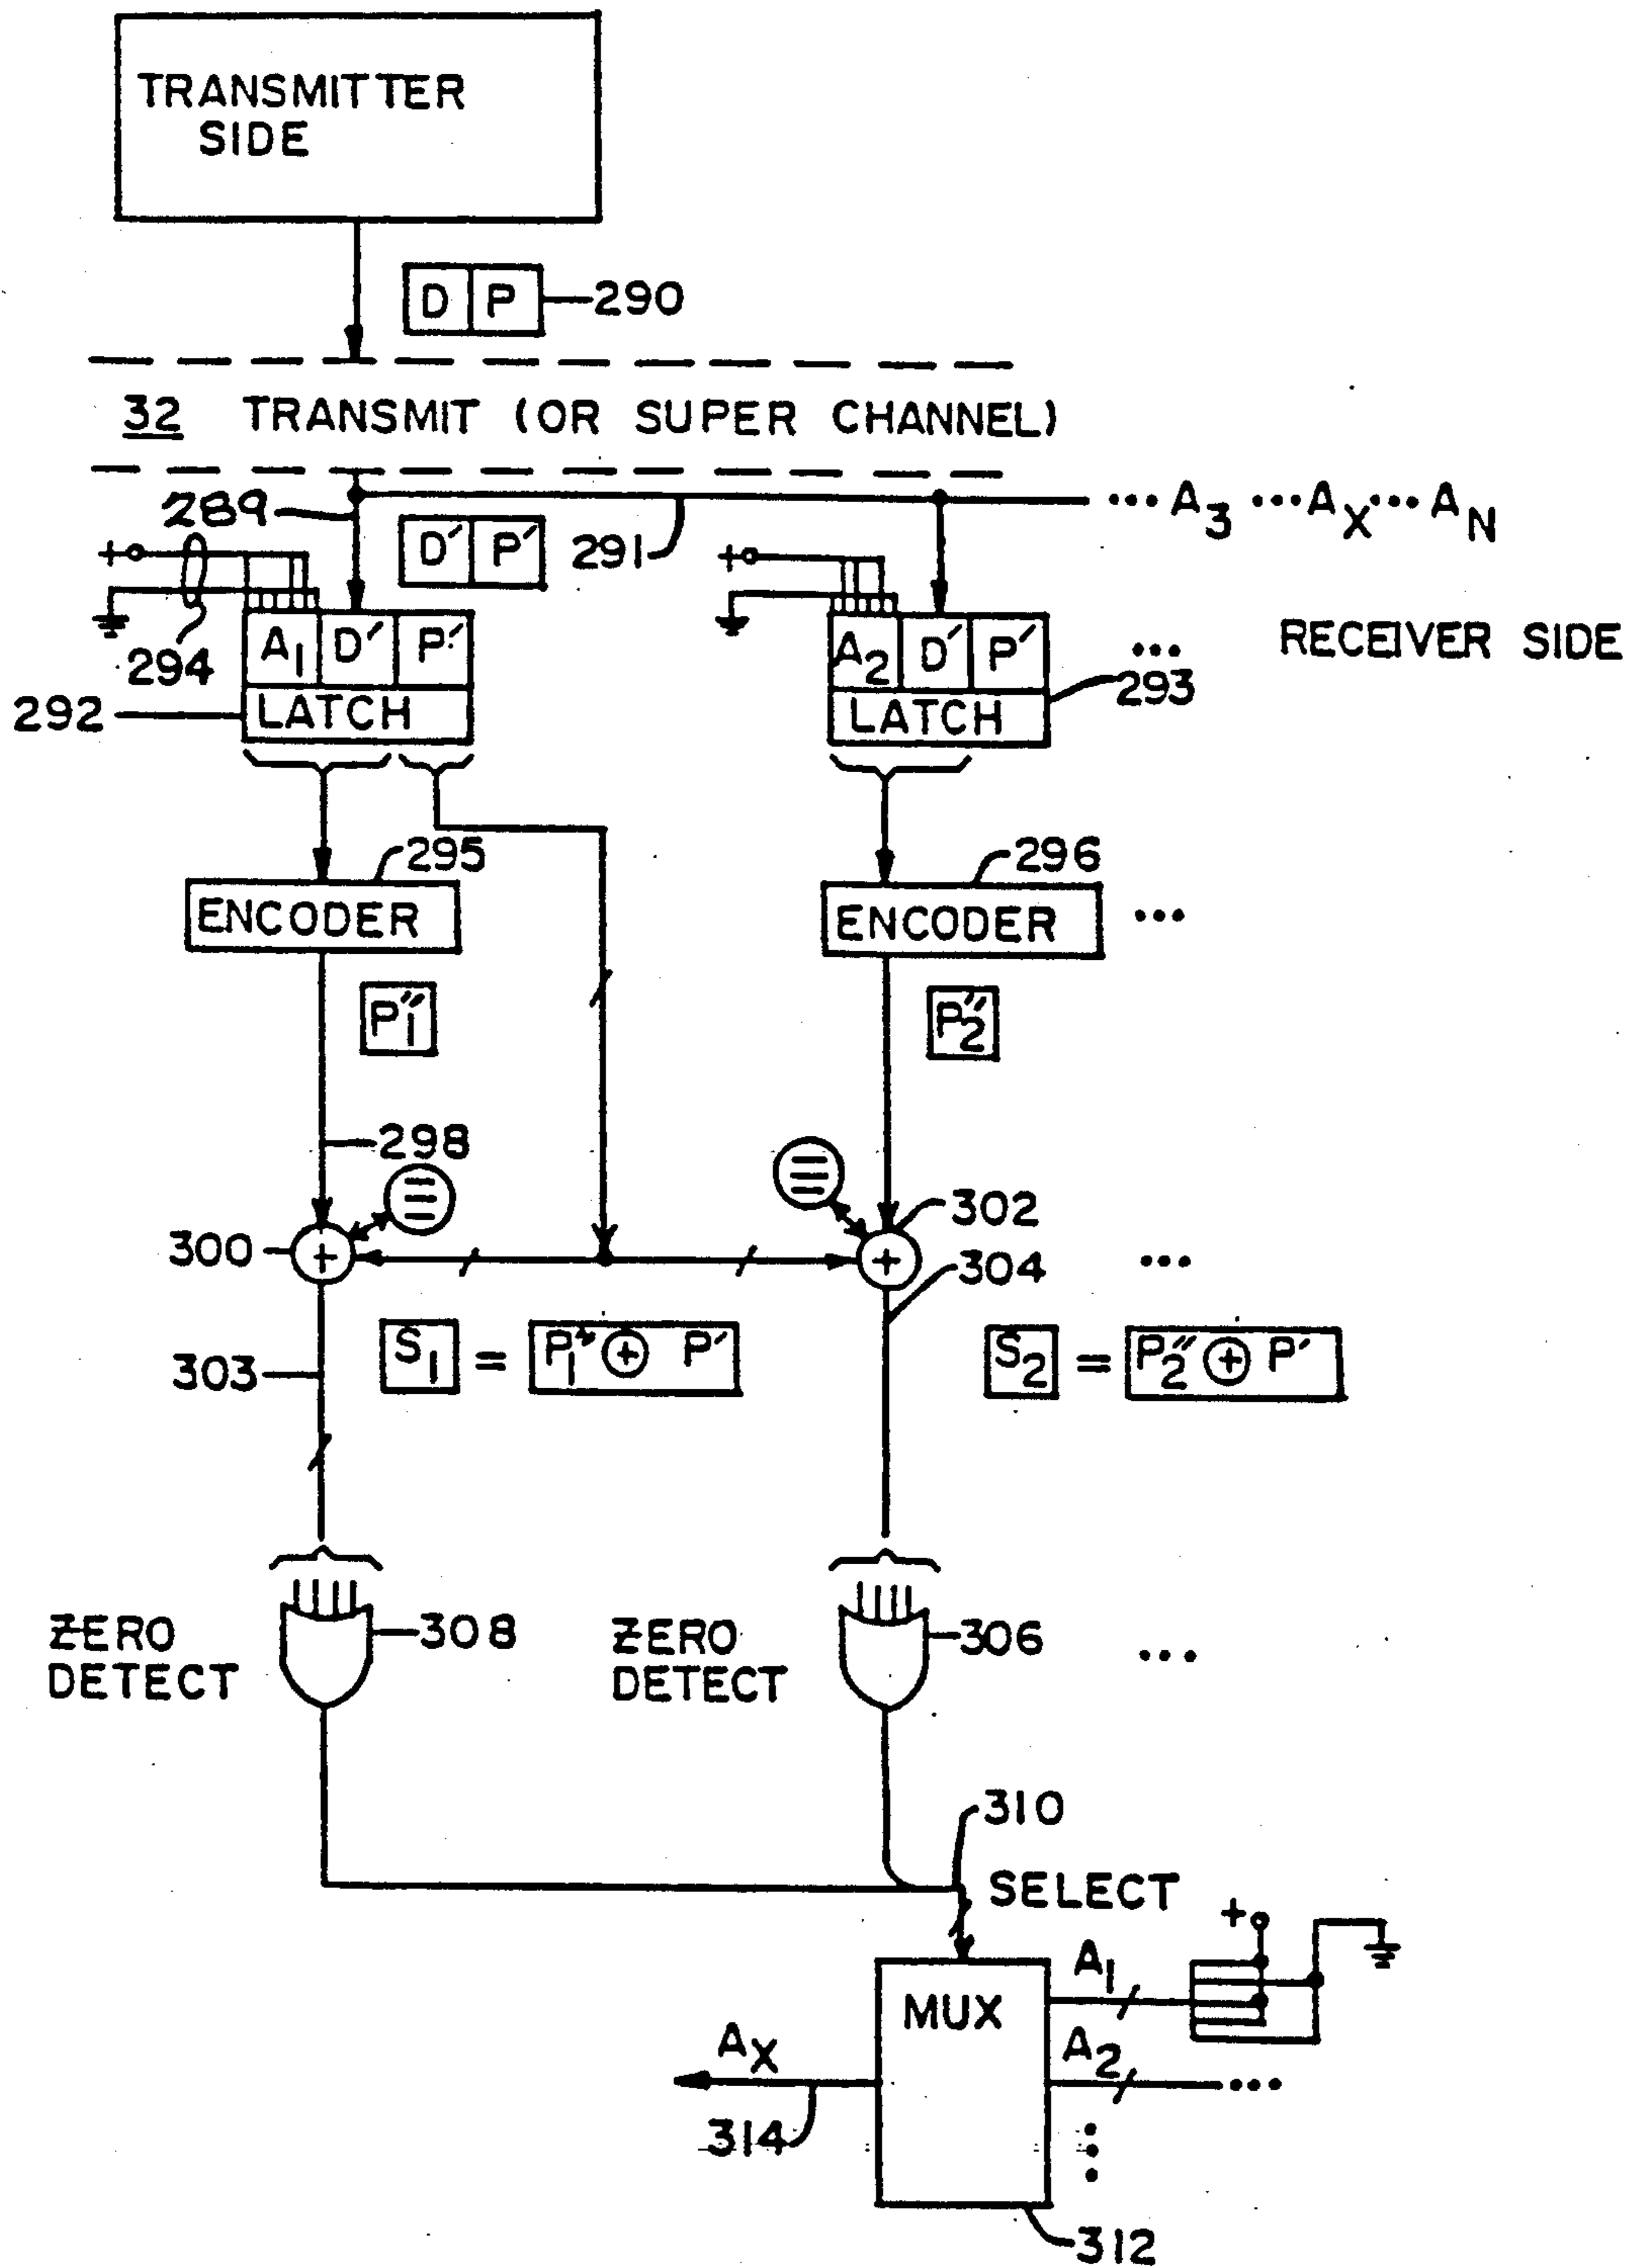 TRANSMITTER
SIDE
D P 290
32 TRANSMIT (OR SUPER CHANNEL)
289 D′ P′ 291 ... A3 ... AX ... AN
+ +
294 A1 D′ P′ A2 D′ P′ ... RECEIVER SIDE
292 LATCH LATCH 293
295 296
ENCODER ENCODER ...
P1″ P2″
298
= =
300 + + 302
304 ...
S1 = P1″ ⊕ P′ S2 = P2″ ⊕ P′
303
ZERO 308 ZERO 306
DETECT DETECT ...
310
SELECT
+
MUX A1
AX A2 ...
314
312